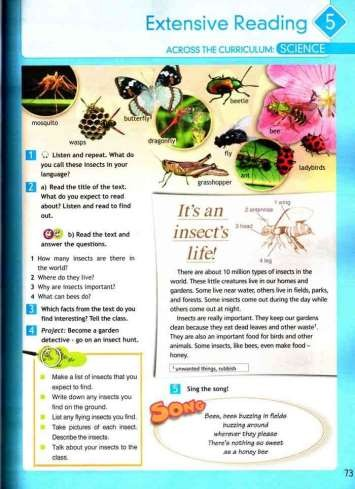 Extensive Reading 5
ACROSS THE CURRICULUM: SCIENCE
mosquito
wasps
butterfly
dragonfly
beetle
fly
bee
ant
ladybirds
grasshopper
1 Listen and repeat. What do
you call these insects in your
language?
2 a) Read the title of the text.
What do you expect to read
about? Listen and read to find
out.
b) Read the text and
answer the questions.
1 How many insects are there in
the world?
2 Where do they live?
3 Why are insects important?
4 What can bees do?
3 Which facts from the text do you
find interesting? Tell the class.
4 Project: Become a garden
detective - go on an insect hunt.
Make a list of insects that you
expect to find.
Write down any insects you
find on the ground.
List any flying insects you find.
Take pictures of each insect.
Describe the insects.
Talk about your insects to the
class.
It's an
insect's
life!
1 wing
2 antennae
3 head
4 leg
There are about 10 million types of insects in the
world. These little creatures live in our homes and
gardens. Some live near water, others live in fields, parks,
and forests. Some insects come out during the day while
others come out at night.
Insects are really important. They keep our gardens
clean because they eat dead leaves and other waste¹.
They are also an important food for birds and other
animals. Some insects, like bees, even make food –
honey.
¹ unwanted things, rubbish
5 Sing the song!
SONG
Bees, bees buzzing in fields
buzzing around
wherever they please
There's nothing so sweet
as a honey bee
73